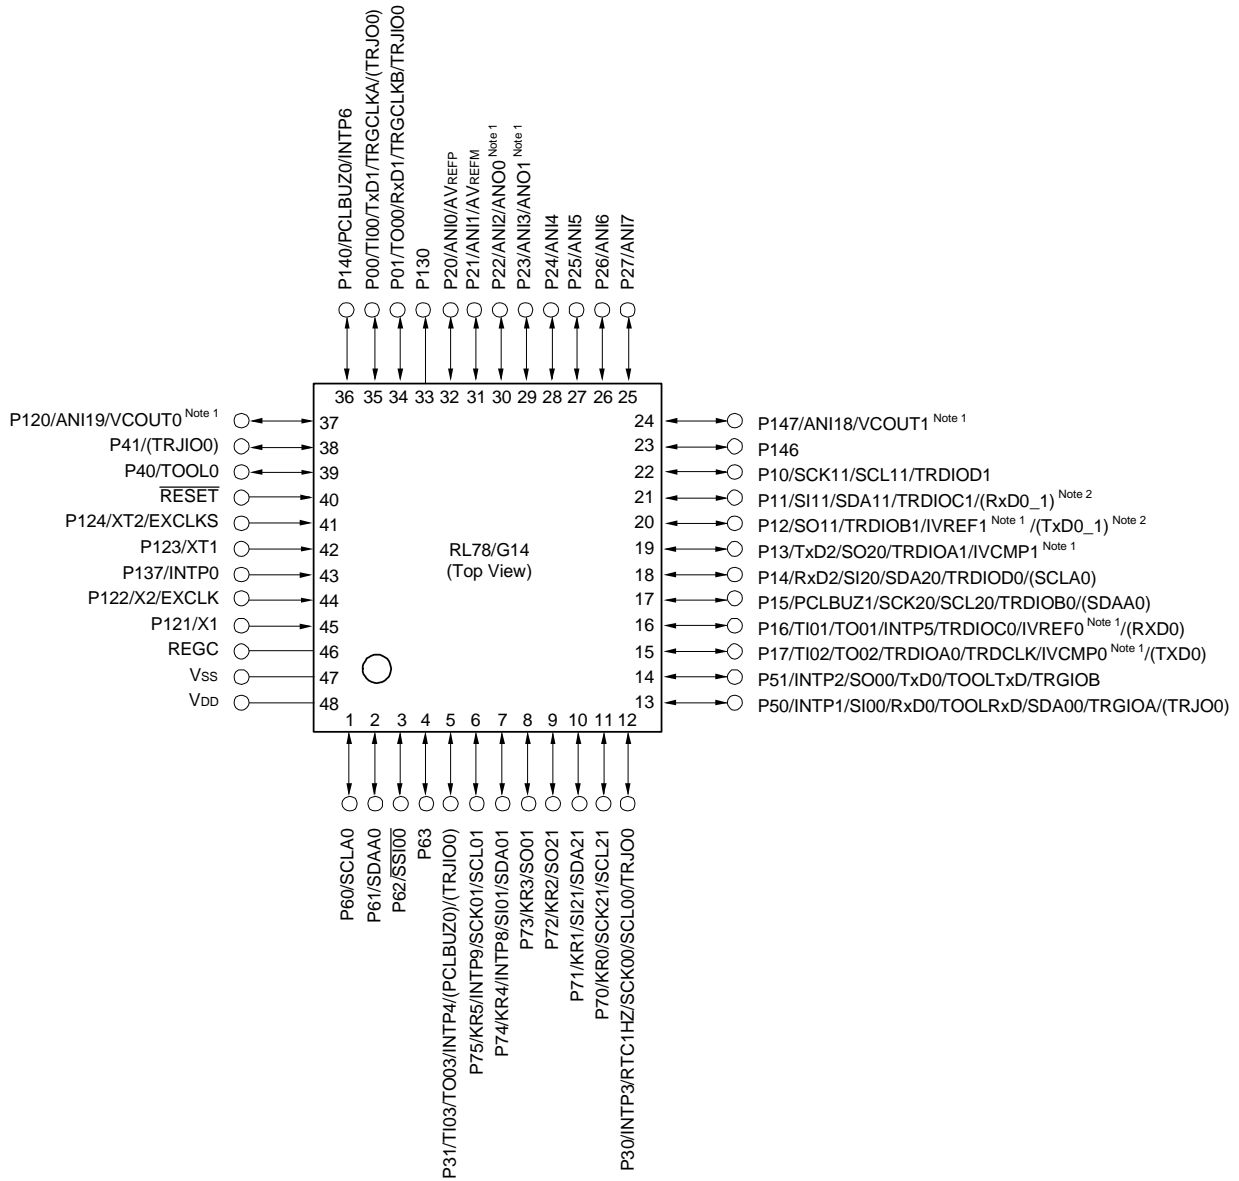 P140/PCLBUZ0/INTP6
P00/TI00/TxD1/TRGCLKA/(TRJO0)
P01/TO00/RxD1/TRGCLKB/TRJIO0
P130
P20/ANI0/AVREFP
P21/ANI1/AVREFM
P22/ANI2/ANO0 Note 1
P23/ANI3/ANO1 Note 1
P24/ANI4
P25/ANI5
P26/ANI6
P27/ANI7
36 35 34 33 32 31 30 29 28 27 26 25
P120/ANI19/VCOUT0 Note 1 37
P41/(TRJIO0) 38
P40/TOOL0 39
RESET 40
P124/XT2/EXCLKS 41
P123/XT1 42
P137/INTP0 43
P122/X2/EXCLK 44
P121/X1 45
REGC 46
VSS 47
VDD 48
RL78/G14
(Top View)
24 P147/ANI18/VCOUT1 Note 1
23 P146
22 P10/SCK11/SCL11/TRDIOD1
21 P11/SI11/SDA11/TRDIOC1/(RxD0_1) Note 2
20 P12/SO11/TRDIOB1/IVREF1 Note 1 /(TxD0_1) Note 2
19 P13/TxD2/SO20/TRDIOA1/IVCMP1 Note 1
18 P14/RxD2/SI20/SDA20/TRDIOD0/(SCLA0)
17 P15/PCLBUZ1/SCK20/SCL20/TRDIOB0/(SDAA0)
16 P16/TI01/TO01/INTP5/TRDIOC0/IVREF0 Note 1/(RXD0)
15 P17/TI02/TO02/TRDIOA0/TRDCLK/IVCMP0 Note 1/(TXD0)
14 P51/INTP2/SO00/TxD0/TOOLTxD/TRGIOB
13 P50/INTP1/SI00/RxD0/TOOLRxD/SDA00/TRGIOA/(TRJO0)
1 2 3 4 5 6 7 8 9 10 11 12
P60/SCLA0
P61/SDAA0
P62/SSI00
P63
P31/TI03/TO03/INTP4/(PCLBUZ0)/(TRJIO0)
P75/KR5/INTP9/SCK01/SCL01
P74/KR4/INTP8/SI01/SDA01
P73/KR3/SO01
P72/KR2/SO21
P71/KR1/SI21/SDA21
P70/KR0/SCK21/SCL21
P30/INTP3/RTC1HZ/SCK00/SCL00/TRJO0